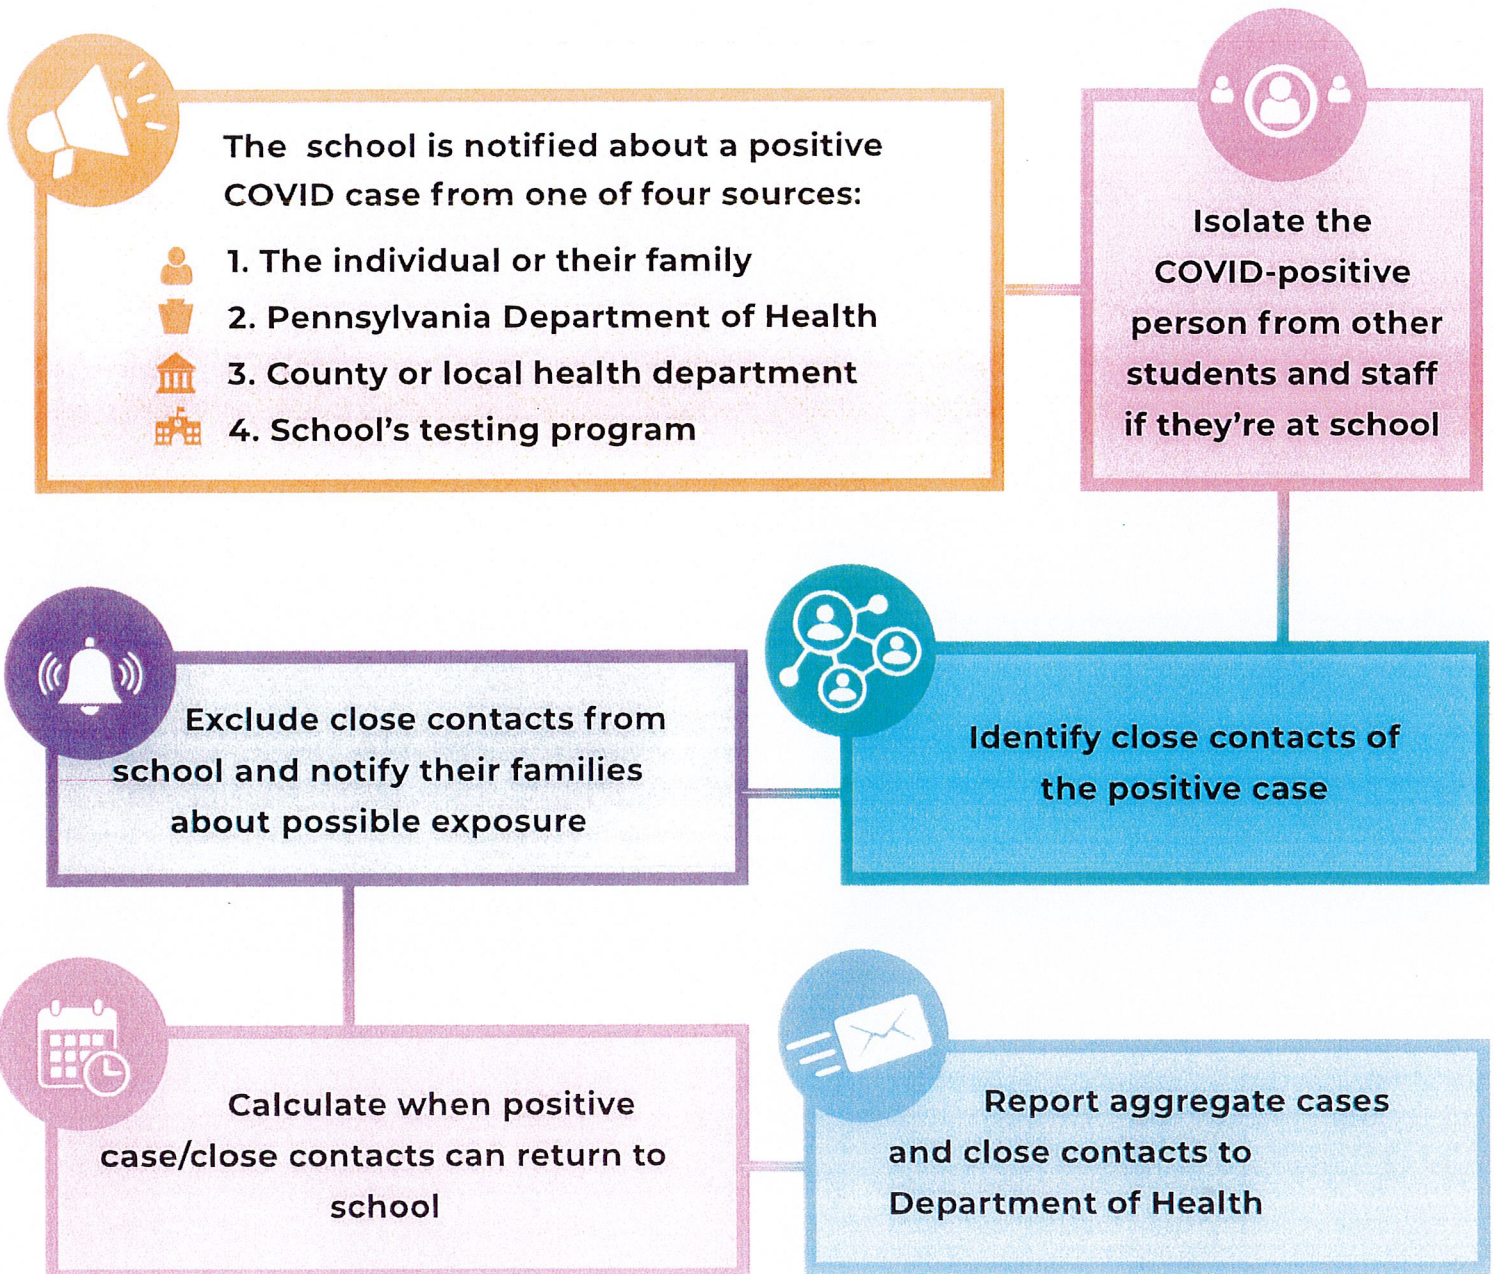 The school is notified about a positive
COVID case from one of four sources:
1. The individual or their family
2. Pennsylvania Department of Health
3. County or local health department
4. School's testing program
Isolate the
COVID-positive
person from other
students and staff
if they're at school
Identify close contacts of
the positive case
Exclude close contacts from
school and notify their families
about possible exposure
Calculate when positive
case/close contacts can return to
school
Report aggregate cases
and close contacts to
Department of Health